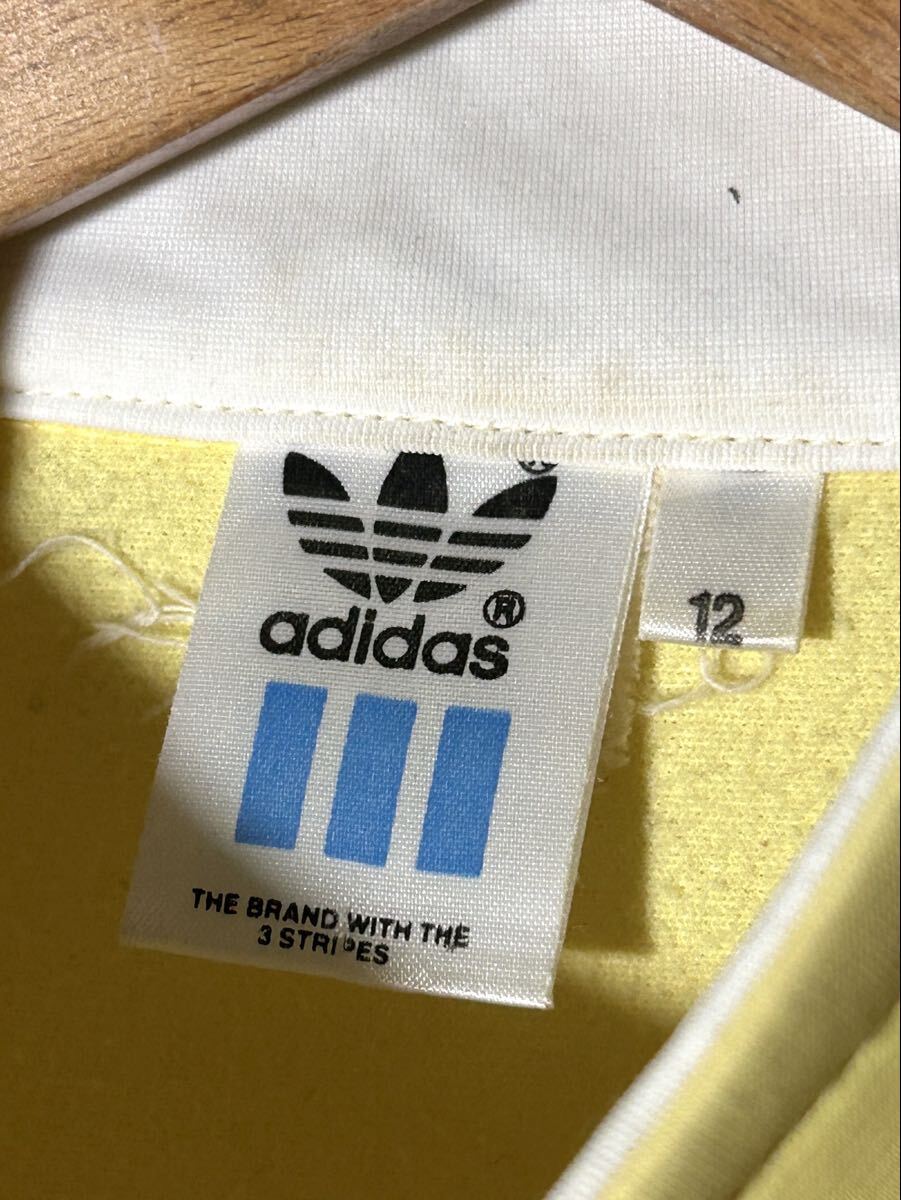 ®
adidas®
12
THE BRAND WITH THE
3 STRIPES